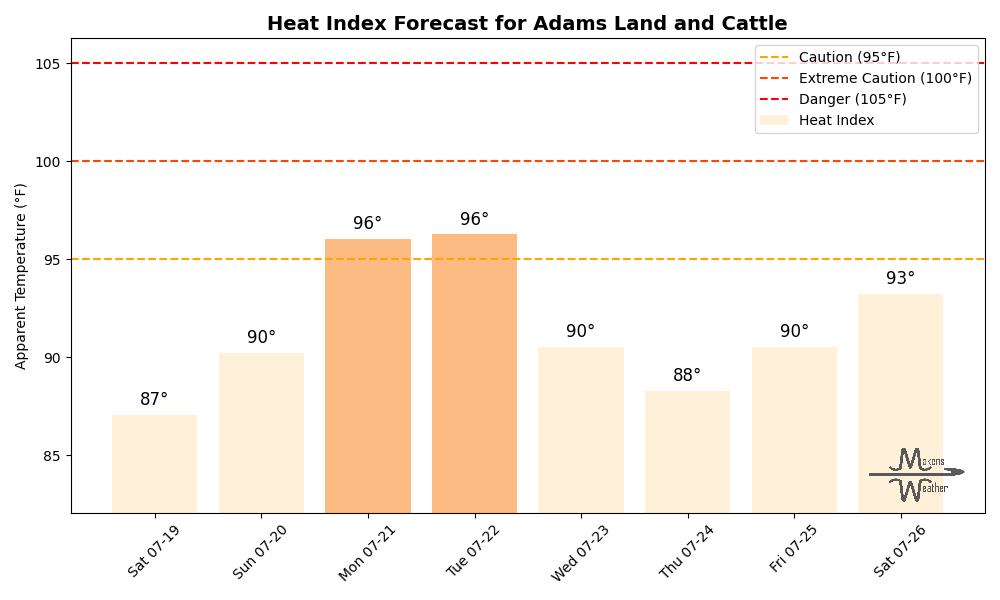 Heat Index Forecast for Adams Land and Cattle
Caution (95°F)
Extreme Caution (100°F)
Danger (105°F)
Heat Index
Apparent Temperature (°F)
105
100
95
90
85
87°
90°
96°
96°
90°
88°
90°
93°
Sat 07-19
Sun 07-20
Mon 07-21
Tue 07-22
Wed 07-23
Thu 07-24
Fri 07-25
Sat 07-26